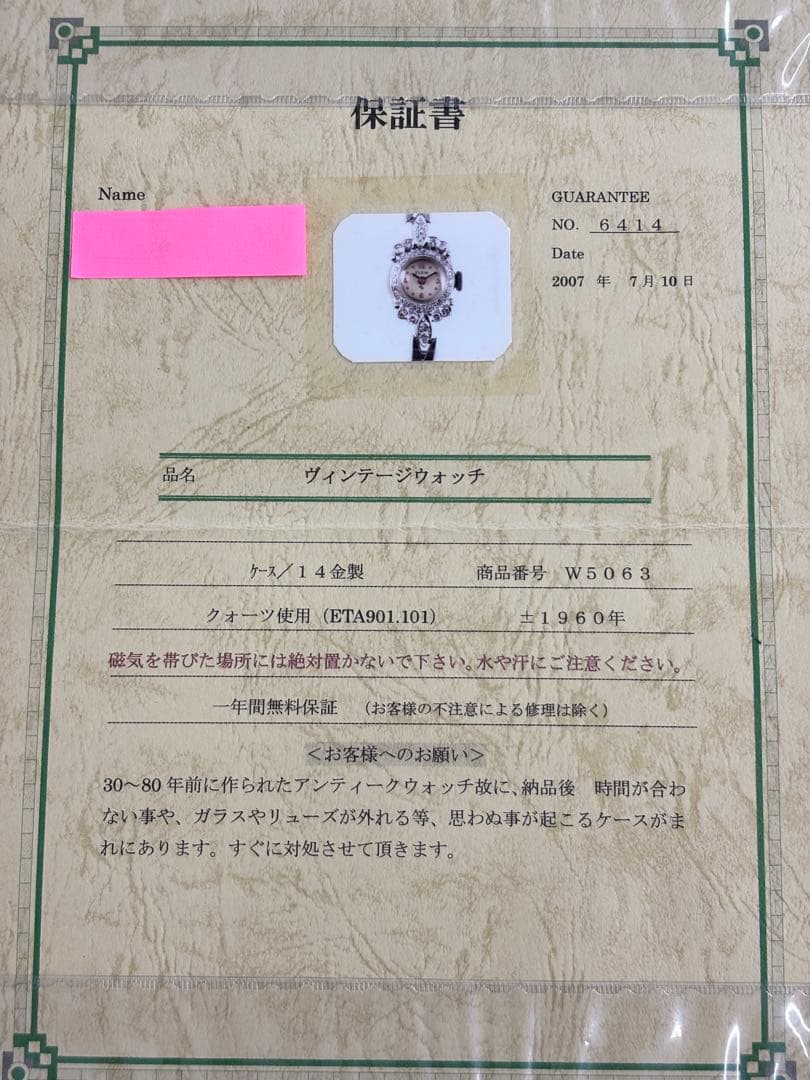 保証書
Name
GUARANTEE
NO. ６４１４
Date
2007 年 7月10日
品名 ヴィンテージウォッチ
ｹｰｽ／１４金製 商品番号 Ｗ５０６３
クォーツ使用（ETA901.101） ±１９６０年
磁気を帯びた場所には絶対置かないで下さい。水や汗にご注意ください。
一年間無料保証 （お客様の不注意による修理は除く）
＜お客様へのお願い＞
30～80 年前に作られたアンティークウォッチ故に、納品後 時間が合わ
ない事や、ガラスやリューズが外れる等、思わぬ事が起こるケースがま
れにあります。すぐに対処させて頂きます。